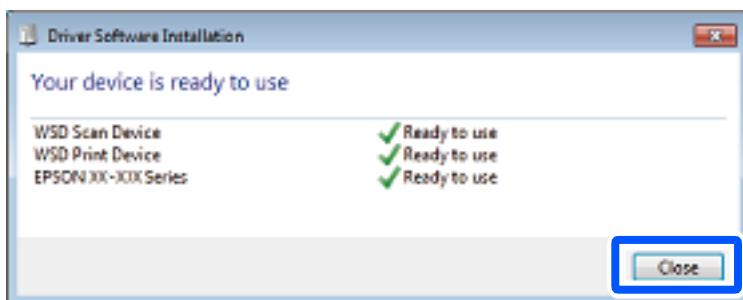 Driver Software Installation
Your device is ready to use
WSD Scan Device Ready to use
WSD Print Device Ready to use
EPSON XX-XXX Series Ready to use
Close